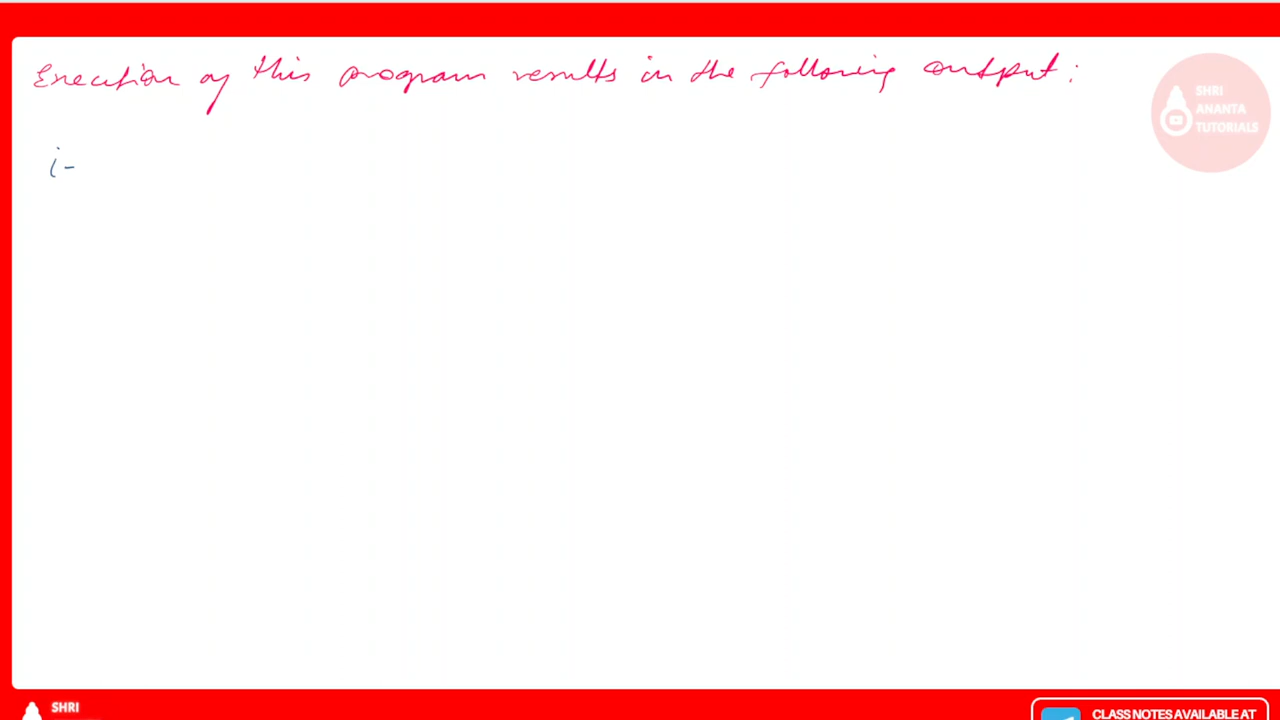 Execution of this program results in the following output:
SHRI
ANANTA
TUTORIALS
i-
SHRI
CLASS NOTES AVAILABLE AT